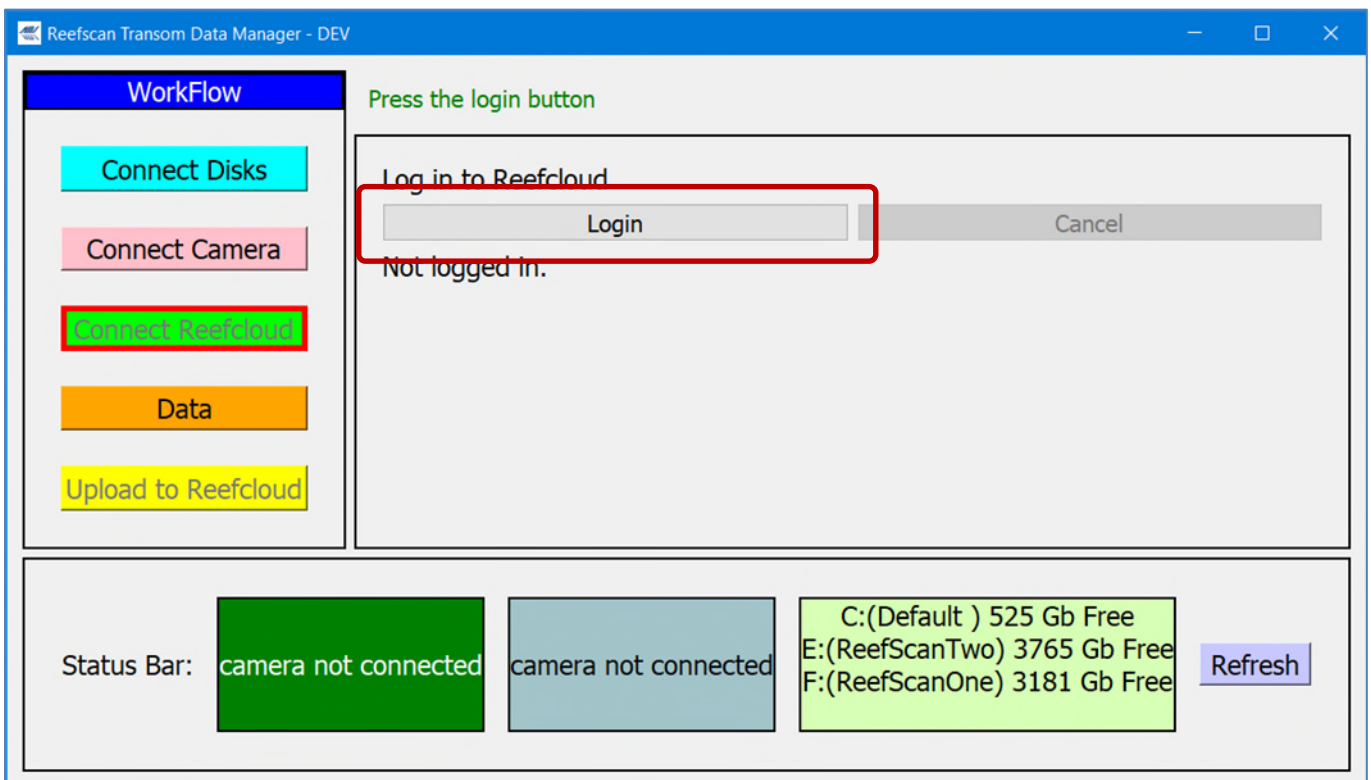 Reefscan Transom Data Manager - DEV
WorkFlow
Connect Disks
Connect Camera
Connect Reefcloud
Data
Upload to Reefcloud
Press the login button
Log in to Reefcloud
Login
Cancel
Not logged in.
Status Bar:
camera not connected
camera not connected
C:(Default ) 525 Gb Free
E:(ReefScanTwo) 3765 Gb Free
F:(ReefScanOne) 3181 Gb Free
Refresh